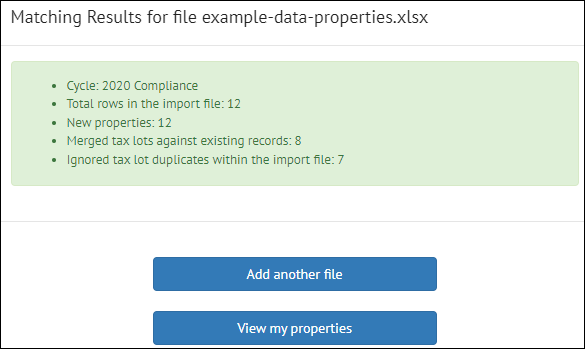 Matching Results for file example-data-properties.xlsx
• Cycle: 2020 Compliance
• Total rows in the import file: 12
• New properties: 12
• Merged tax lots against existing records: 8
• Ignored tax lot duplicates within the import file: 7
Add another file
View my properties